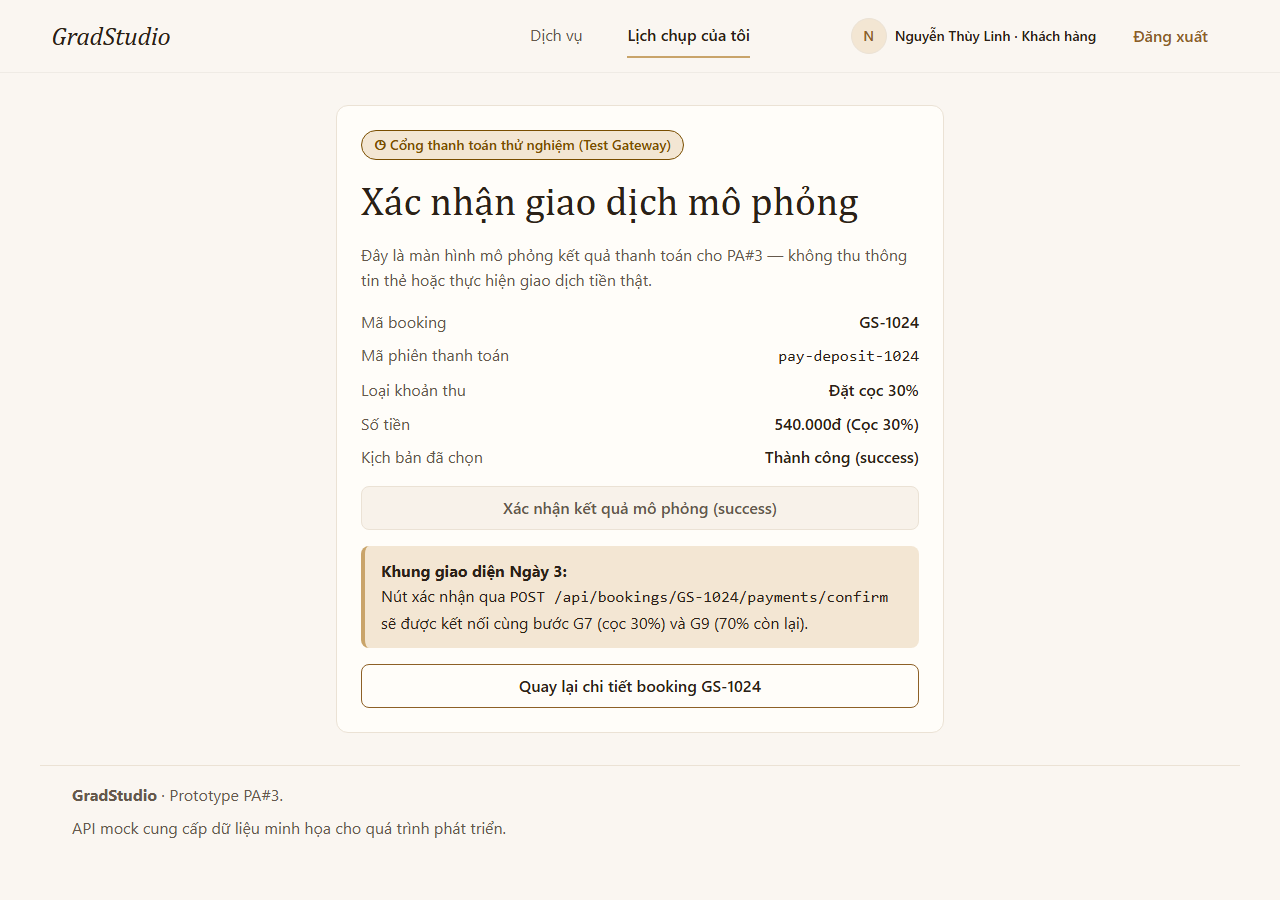 GradStudio
Dịch vụ
Lịch chụp của tôi
N
Nguyễn Thùy Linh · Khách hàng
Đăng xuất
Cổng thanh toán thử nghiệm (Test Gateway)
Xác nhận giao dịch mô phỏng
Đây là màn hình mô phỏng kết quả thanh toán cho PA#3 — không thu thông
tin thẻ hoặc thực hiện giao dịch tiền thật.
Mã booking GS-1024
Mã phiên thanh toán pay-deposit-1024
Loại khoản thu Đặt cọc 30%
Số tiền 540.000đ (Cọc 30%)
Kịch bản đã chọn Thành công (success)
Xác nhận kết quả mô phỏng (success)
Khung giao diện Ngày 3:
Nút xác nhận qua POST /api/bookings/GS-1024/payments/confirm
sẽ được kết nối cùng bước G7 (cọc 30%) và G9 (70% còn lại).
Quay lại chi tiết booking GS-1024
GradStudio · Prototype PA#3.
API mock cung cấp dữ liệu minh họa cho quá trình phát triển.